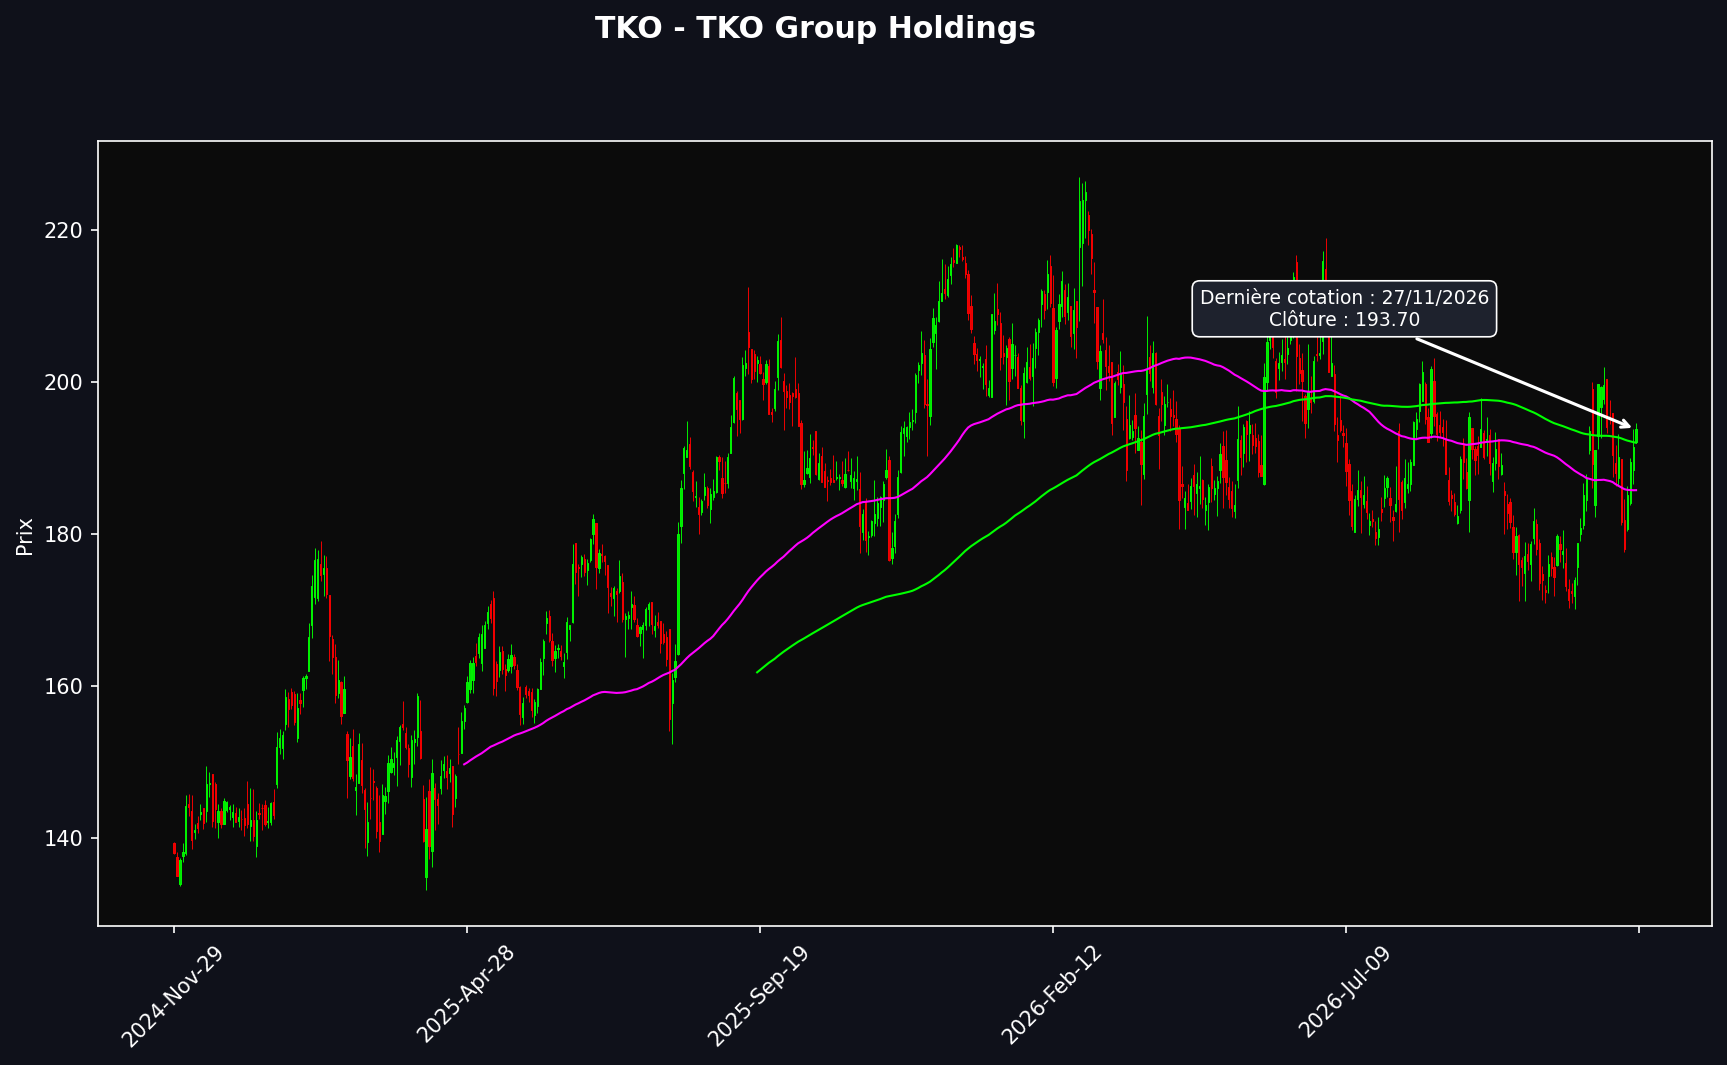 TKO - TKO Group Holdings
Prix
220
200
180
160
140
Dernière cotation : 27/11/2026
Clôture : 193.70
2024-Nov-29
2025-Apr-28
2025-Sep-19
2026-Feb-12
2026-Jul-09